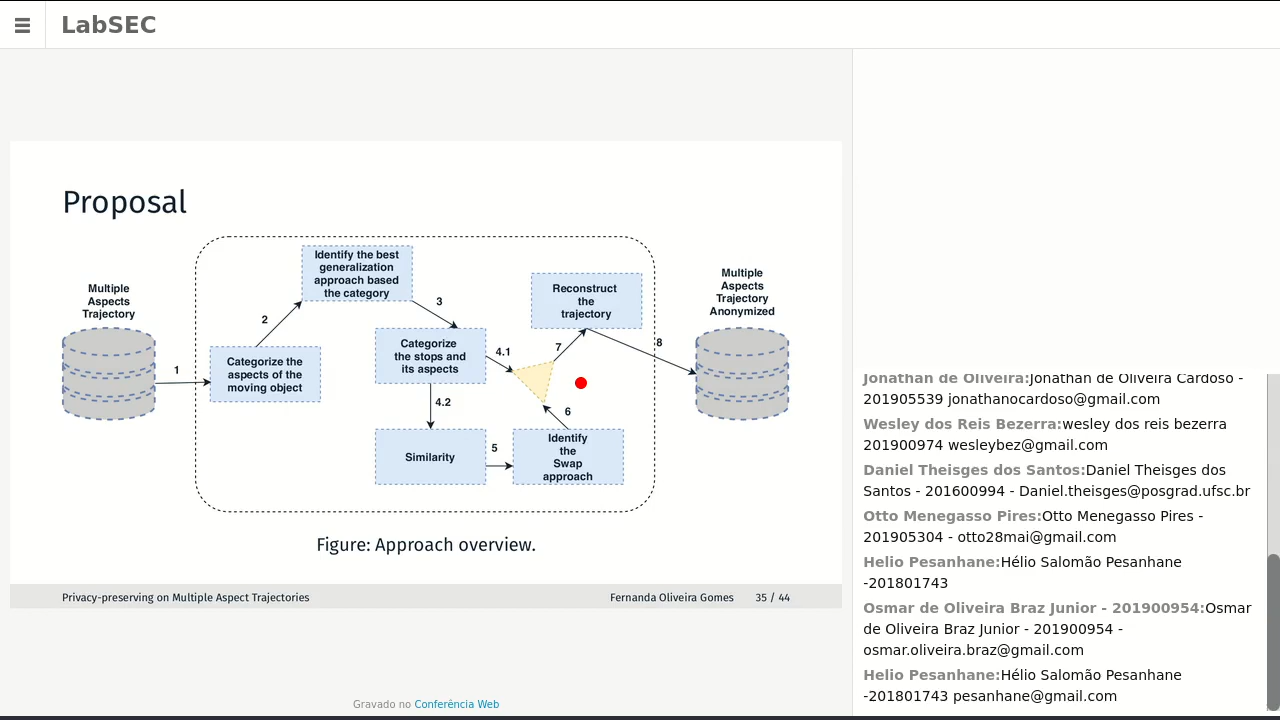 LabSEC
Proposal
Multiple
Aspects
Trajectory
1
Categorize the
aspects of the
moving object
2
Identify the best
generalization
approach based
the category
3
Categorize
the stops and
its aspects
4.1
4.2
Similarity
5
Identify
the
Swap
approach
6
7
Reconstruct
the
trajectory
8
Multiple
Aspects
Trajectory
Anonymized
Figure: Approach overview.
Privacy-preserving on Multiple Aspect Trajectories
Fernanda Oliveira Gomes
35 / 44
Gravado no Conferência Web
Jonathan de Oliveira:Jonathan de Oliveira Cardoso -
201905539 jonathanocardoso@gmail.com
Wesley dos Reis Bezerra:wesley dos reis bezerra
201900974 wesleybez@gmail.com
Daniel Theisges dos Santos:Daniel Theisges dos
Santos - 201600994 - Daniel.theisges@posgrad.ufsc.br
Otto Menegasso Pires:Otto Menegasso Pires -
201905304 - otto28mai@gmail.com
Helio Pesanhane:Hélio Salomão Pesanhane
-201801743
Osmar de Oliveira Braz Junior - 201900954:Osmar
de Oliveira Braz Junior - 201900954 -
osmar.oliveira.braz@gmail.com
Helio Pesanhane:Hélio Salomão Pesanhane
-201801743 pesanhane@gmail.com